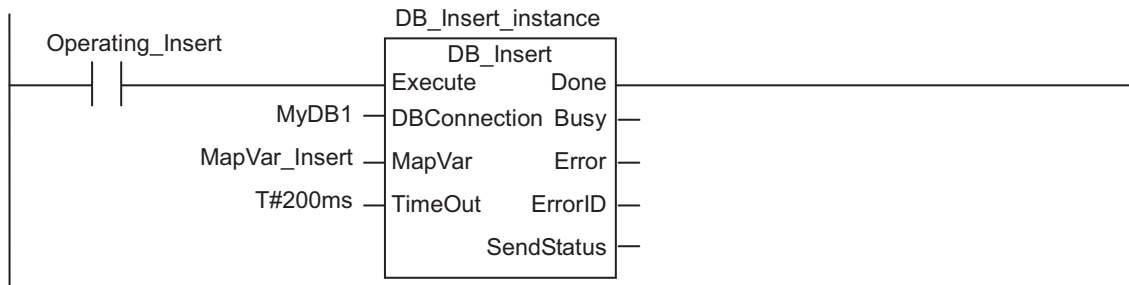 DB_Insert_instance
Operating_Insert
DB_Insert
Execute Done
MyDB1 DBConnection Busy
MapVar_Insert MapVar Error
T#200ms TimeOut ErrorID
SendStatus